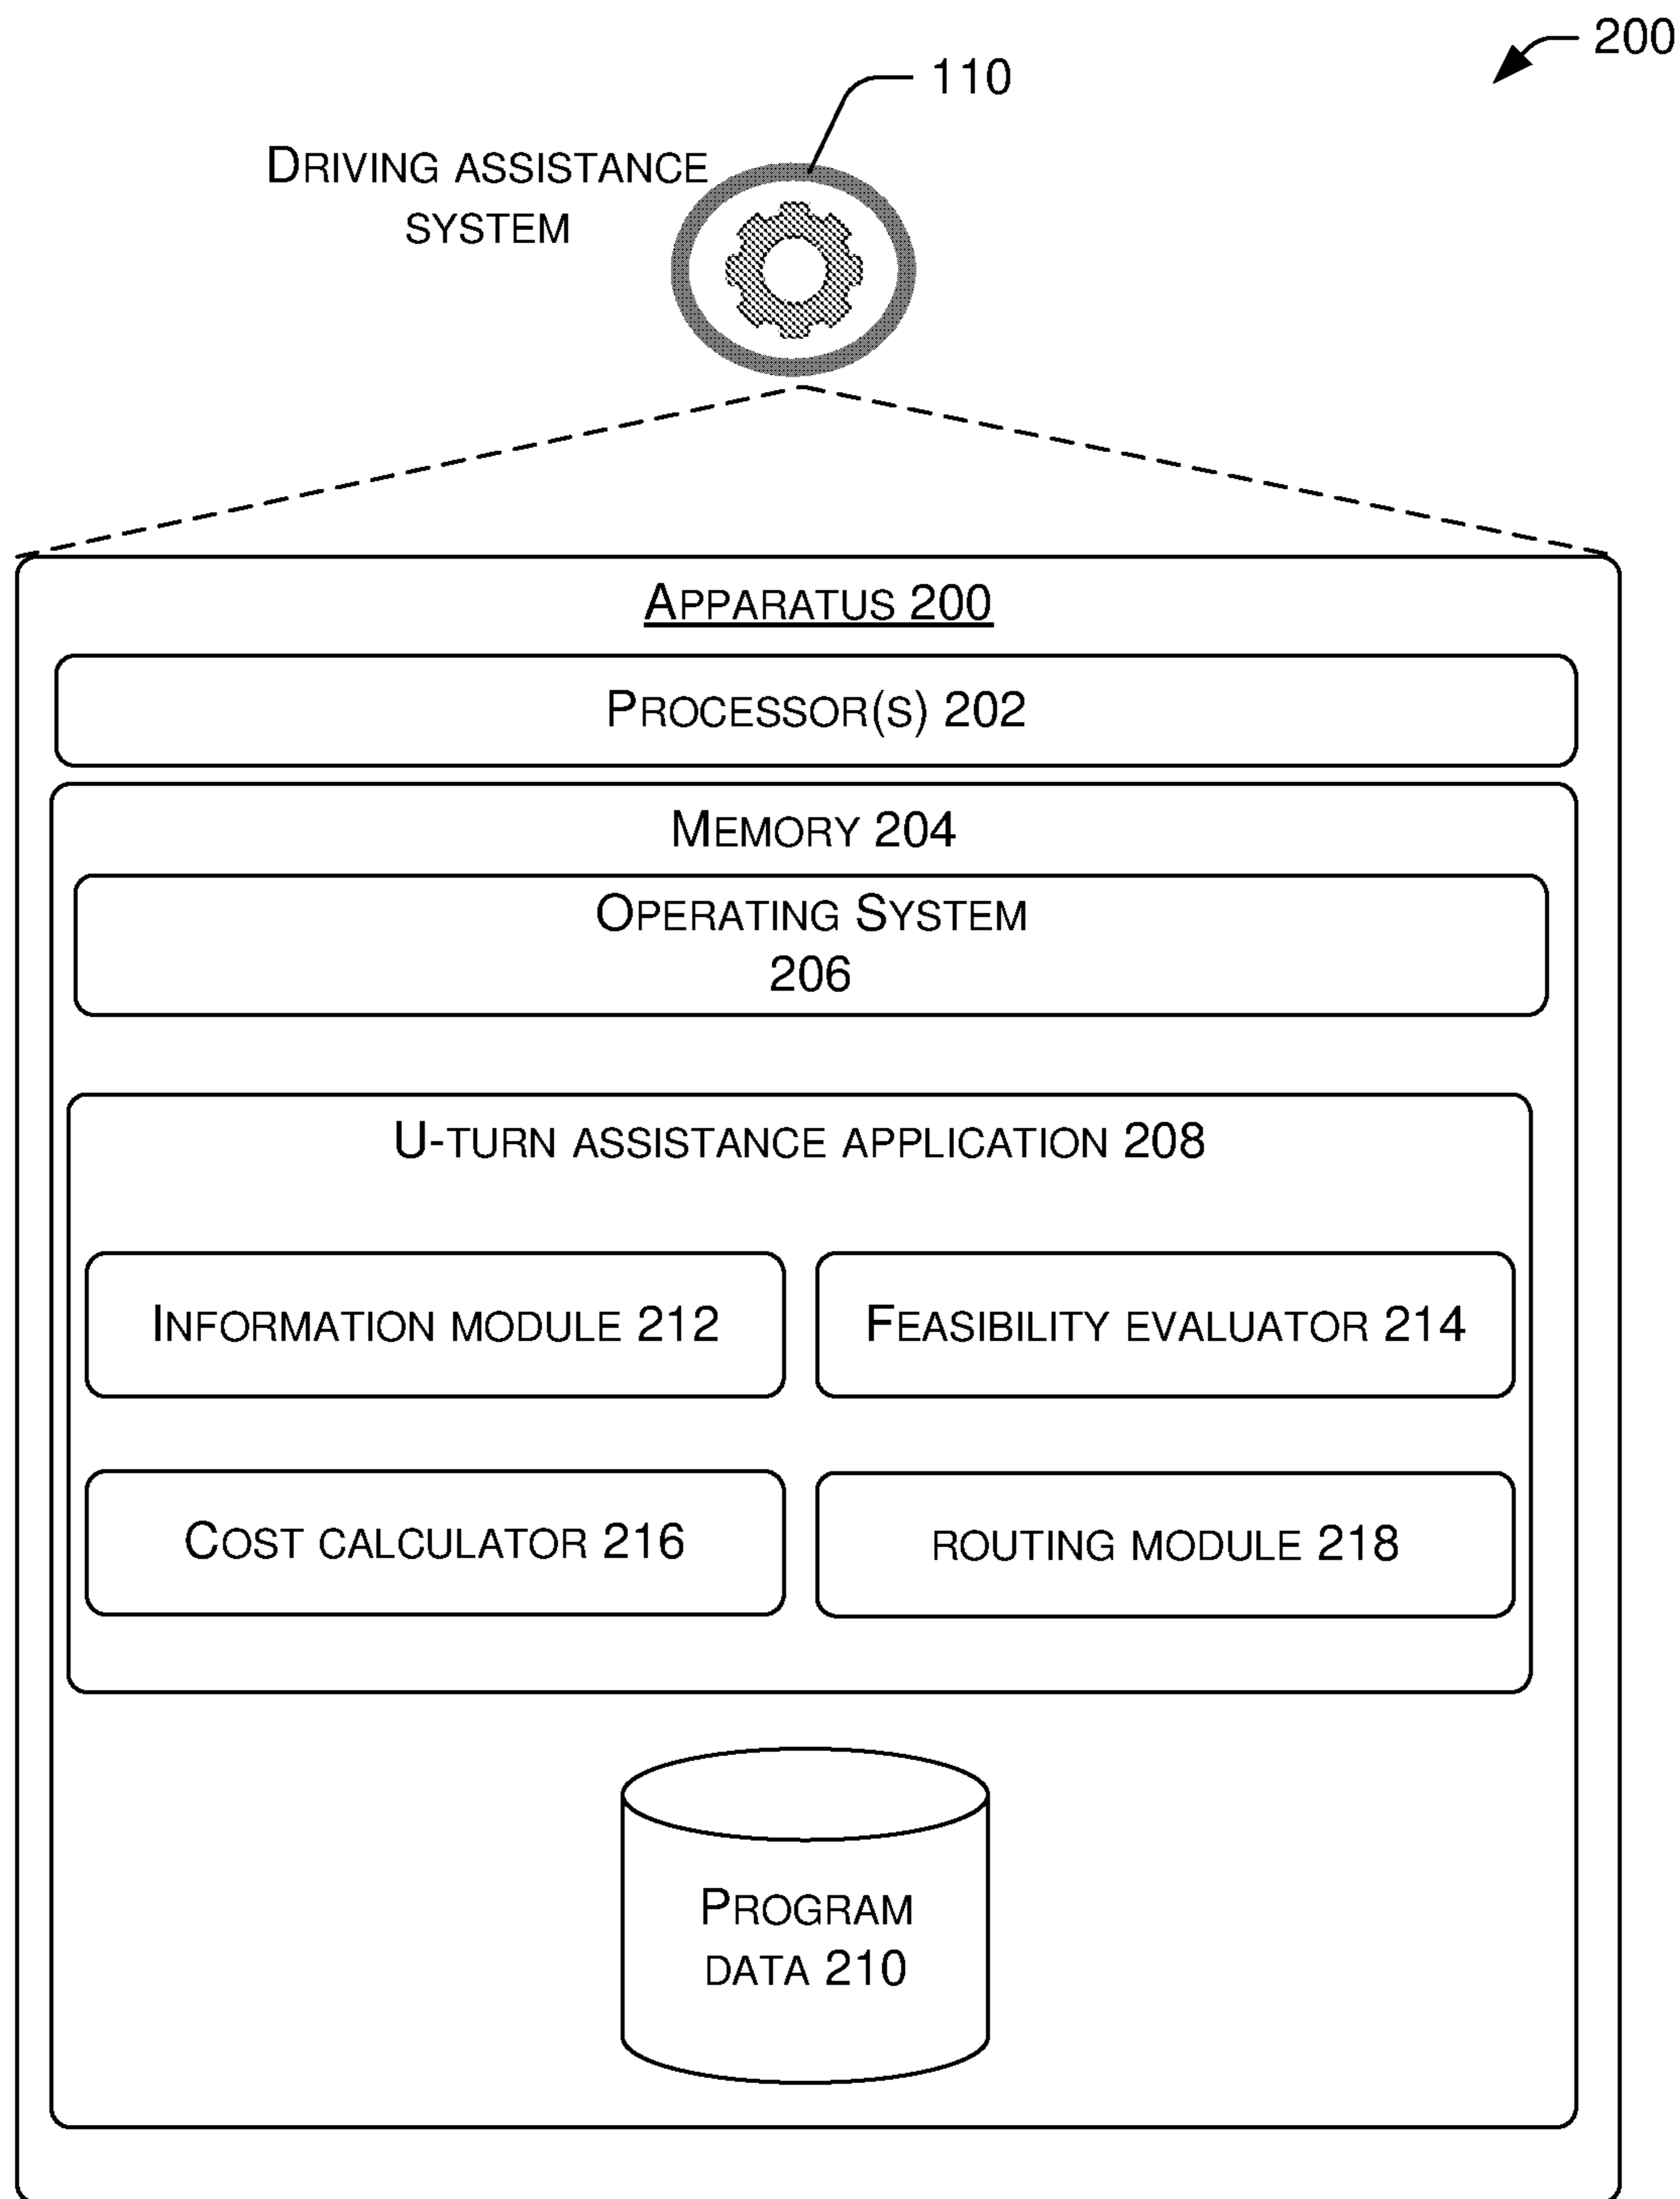 200
110
DRIVING ASSISTANCE
SYSTEM
APPARATUS 200
PROCESSOR(S) 202
MEMORY 204
OPERATING SYSTEM
206
U-TURN ASSISTANCE APPLICATION 208
INFORMATION MODULE 212
FEASIBILITY EVALUATOR 214
COST CALCULATOR 216
ROUTING MODULE 218
PROGRAM
DATA 210